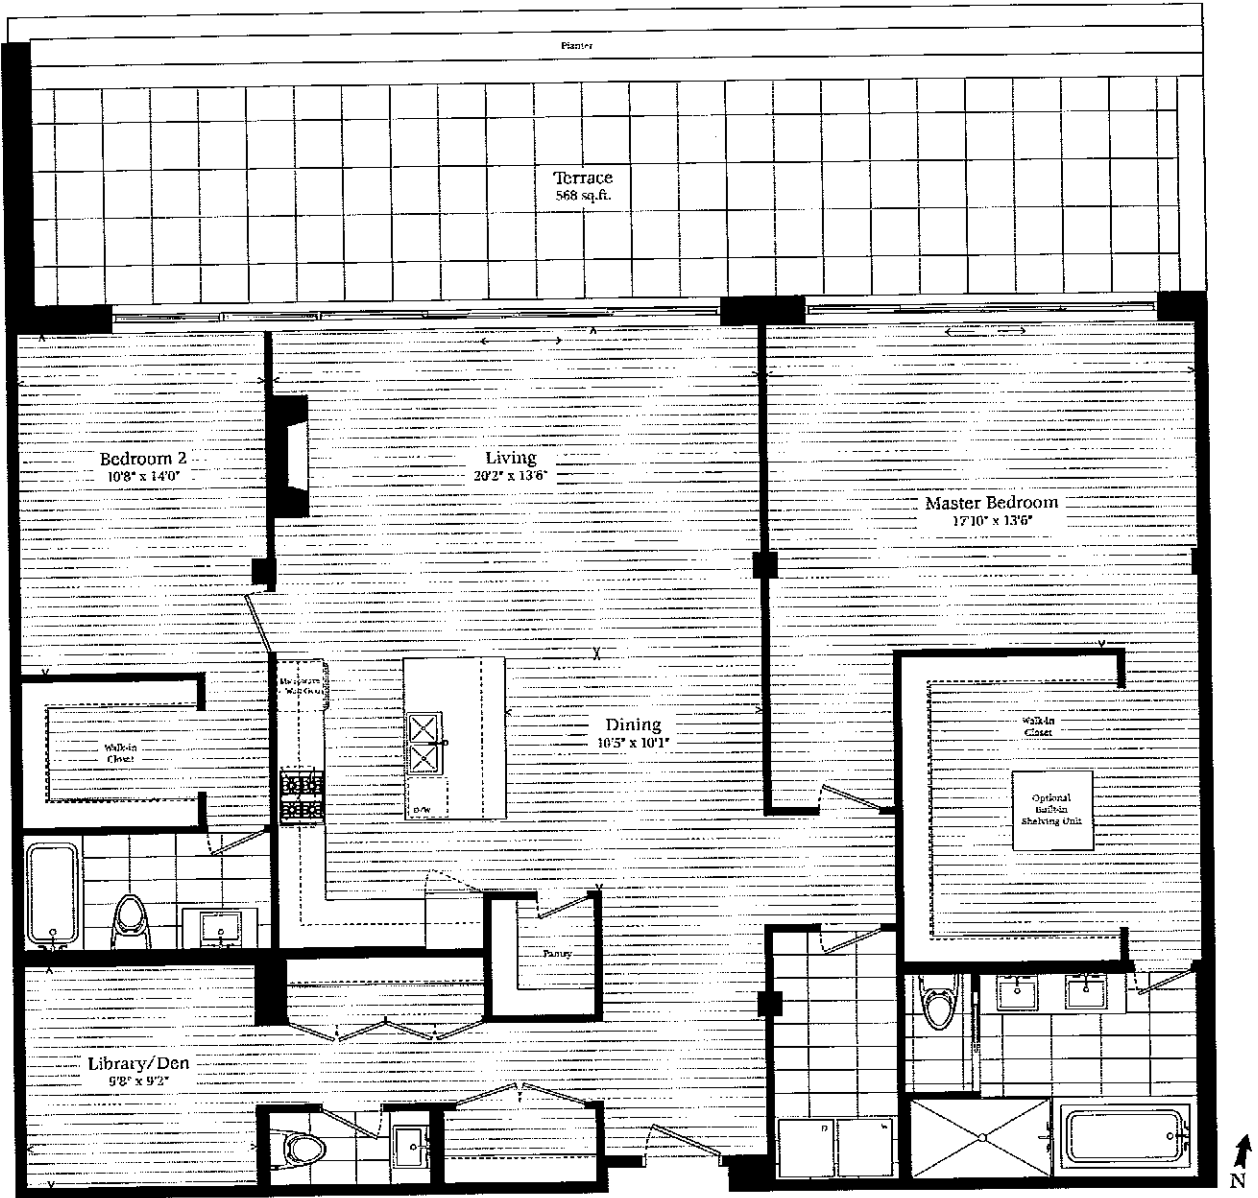 Planter
Terrace
568 sq.ft.
Bedroom 2
10'8" x 14'0"
Living
20'2" x 13'6"
Master Bedroom
17'10" x 13'6"
Dining
10'5" x 10'1"
Walk-in
Closet
Walk-in
Closet
Optional
Built-in
Shelving Unit
D/W
Pantry
Library/Den
9'8" x 9'2"
D
N